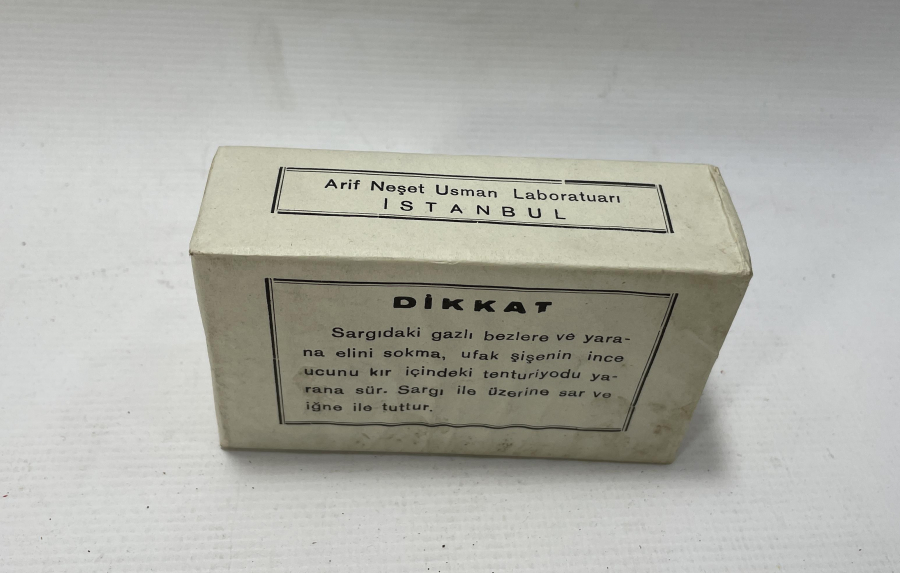 Arif Neşet Usman Laboratuarı
İSTANBUL
DİKKAT
Sargıdaki gazlı bezlere ve yara-
na elini sokma, ufak şişenin ince
ucunu kır içindeki tenturiyodu ya-
rana sür. Sargı ile üzerine sar ve
iğne ile tuttur.